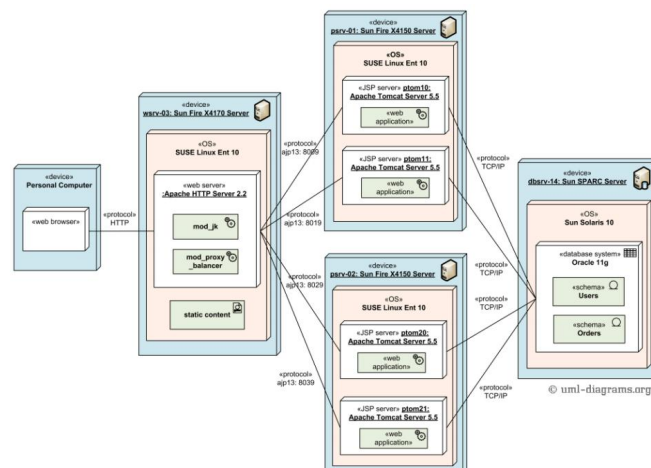 «device»
Personal Computer
«web browser»
«protocol»
HTTP
«device»
wsrv-03: Sun Fire X4170 Server
«OS»
SUSE Linux Ent 10
«web server»
:Apache HTTP Server 2.2
mod_jk
mod_proxy
_balancer
static content
«protocol»
ajp13: 8009
«protocol»
ajp13: 8019
«protocol»
ajp13: 8029
«protocol»
ajp13: 8039
«device»
psrv-01: Sun Fire X4150 Server
«OS»
SUSE Linux Ent 10
«JSP server» ptom10:
Apache Tomcat Server 5.5
«web
application»
«JSP server» ptom11:
Apache Tomcat Server 5.5
«web
application»
«device»
psrv-02: Sun Fire X4150 Server
«OS»
SUSE Linux Ent 10
«JSP server» ptom20:
Apache Tomcat Server 5.5
«web
application»
«JSP server» ptom21:
Apache Tomcat Server 5.5
«web
application»
«protocol»
TCP/IP
«protocol»
TCP/IP
«protocol»
TCP/IP
«protocol»
TCP/IP
«device»
dbsrv-14: Sun SPARC Server
«OS»
Sun Solaris 10
«database system»
Oracle 11g
«schema»
Users
«schema»
Orders
© uml-diagrams.org